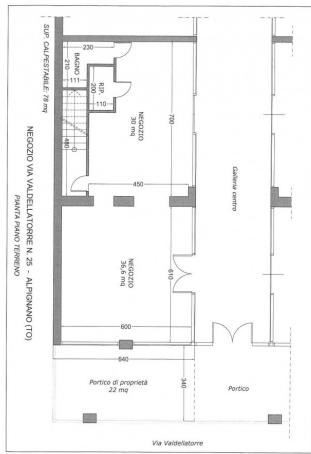 230
BAGNO
210
111
RIP.
200
110
NEGOZIO
30 mq
700
Galleria centro
480
450
SUP. CALPESTABILE: 78 mq
NEGOZIO VIA VALDELLATORRE N. 25 - ALPIGNANO (TO)
PIANTA PIANO TERRENO
NEGOZIO
36,6 mq
610
600
640
Portico di proprietà
22 mq
340
Portico
Via Valdellatorre